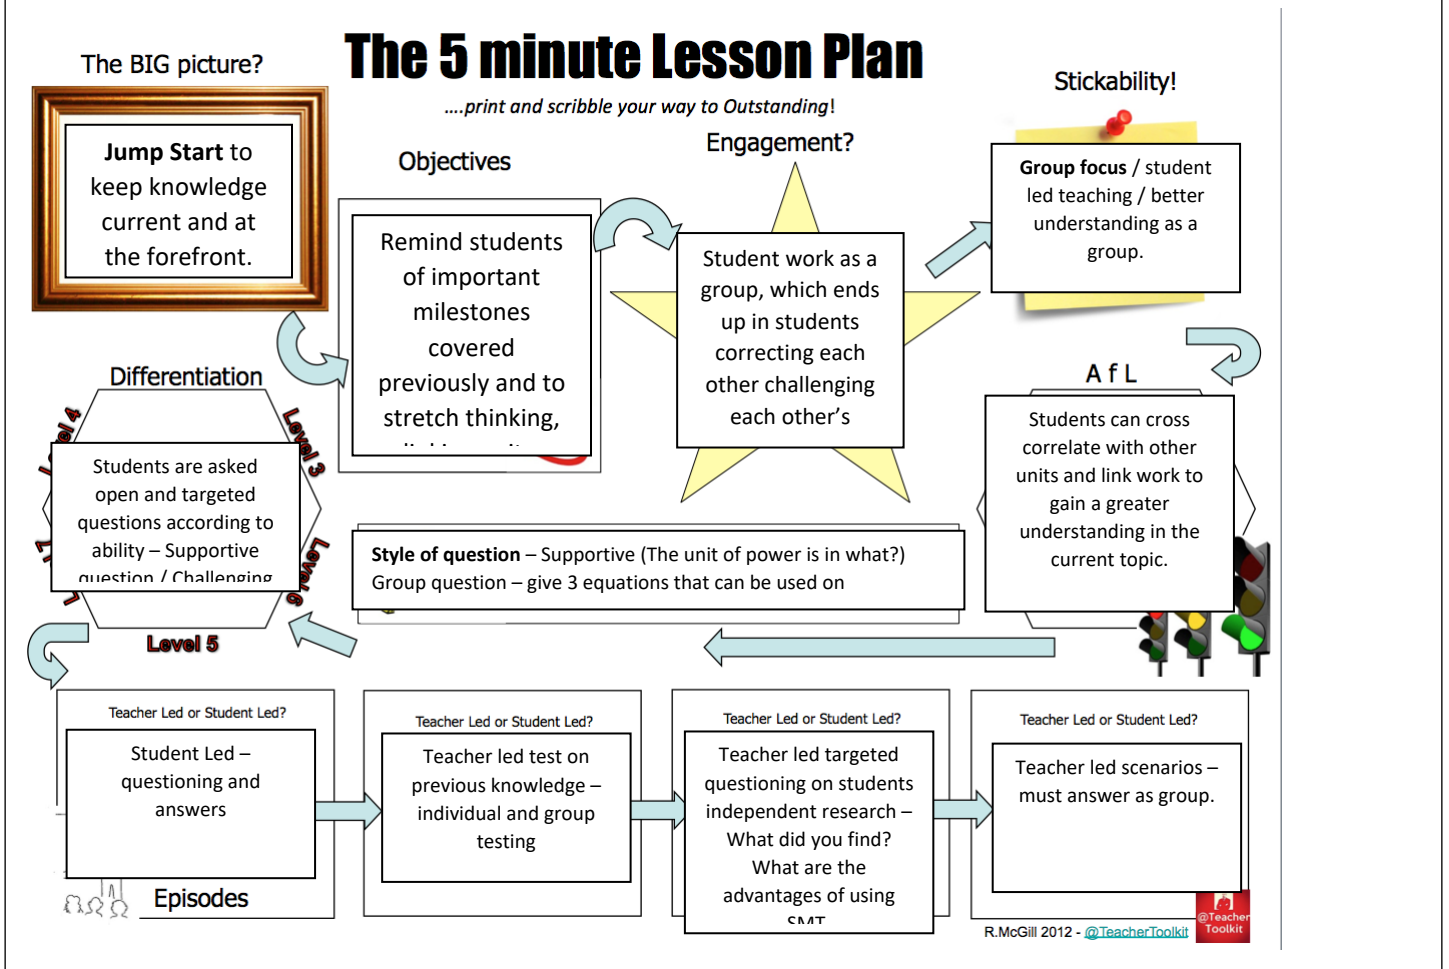 The 5 minute Lesson Plan
....print and scribble your way to Outstanding!
The BIG picture?
Jump Start to
keep knowledge
current and at
the forefront.
Objectives
Remind students
of important
milestones
covered
previously and to
stretch thinking,
Engagement?
Student work as a
group, which ends
up in students
correcting each
other challenging
each other’s
Stickability!
Group focus / student
led teaching / better
understanding as a
group.
A f L
Students can cross
correlate with other
units and link work to
gain a greater
understanding in the
current topic.
Style of question – Supportive (The unit of power is in what?)
Group question – give 3 equations that can be used on
Differentiation
Level 3
Students are asked
open and targeted
questions according to
ability – Supportive
question / Challenging
Level 6
Level 5
Teacher Led or Student Led?
Student Led –
questioning and
answers
Episodes
Teacher Led or Student Led?
Teacher led test on
previous knowledge –
individual and group
testing
Teacher Led or Student Led?
Teacher led targeted
questioning on students
independent research –
What did you find?
What are the
advantages of using
SMT
Teacher Led or Student Led?
Teacher led scenarios –
must answer as group.
R.McGill 2012 - @TeacherToolkit
@Teacher
Toolkit